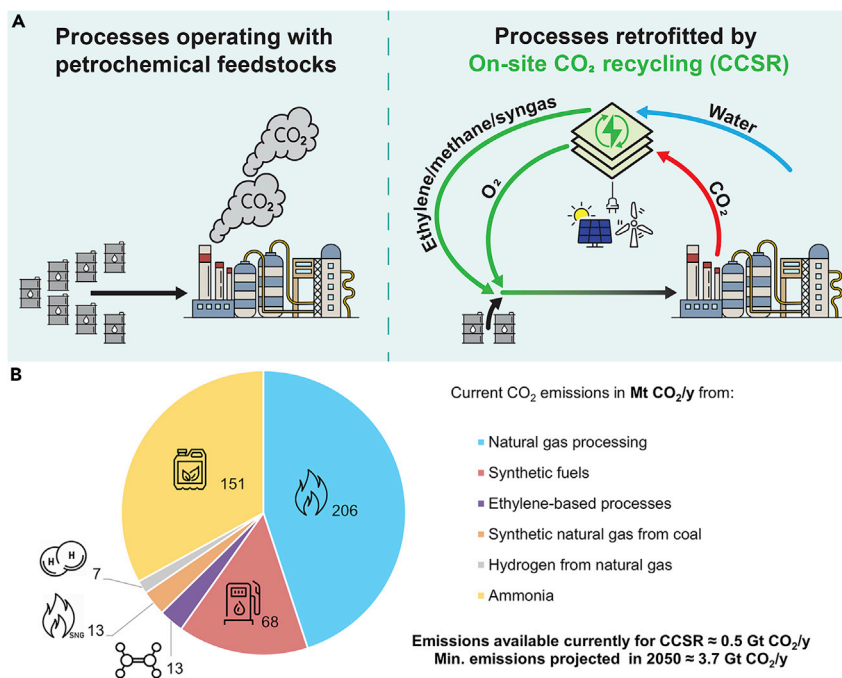 A
Processes operating with
petrochemical feedstocks
CO₂
CO₂
Processes retrofitted by
On-site CO₂ recycling (CCSR)
Ethylene/methane/syngas
O₂
Water
CO₂
B
151
206
68
13
SNG 13
H H
7
Current CO₂ emissions in Mt CO₂/y from:
Natural gas processing
Synthetic fuels
Ethylene-based processes
Synthetic natural gas from coal
Hydrogen from natural gas
Ammonia
Emissions available currently for CCSR ≈ 0.5 Gt CO₂/y
Min. emissions projected in 2050 ≈ 3.7 Gt CO₂/y